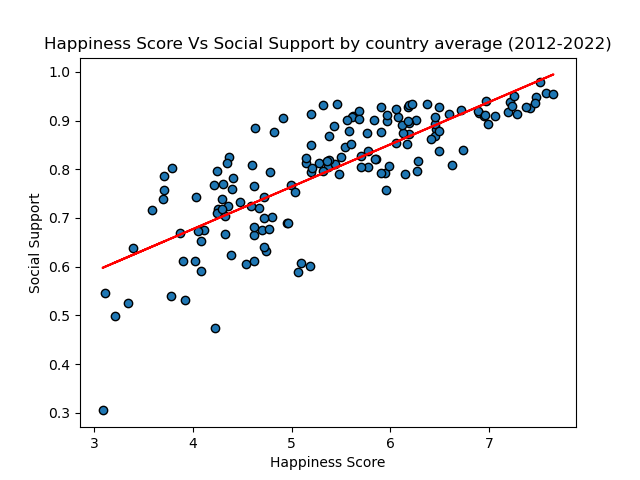 Happiness Score Vs Social Support by country average (2012-2022)
Social Support
1.0
0.9
0.8
0.7
0.6
0.5
0.4
0.3
3 4 5 6 7
Happiness Score